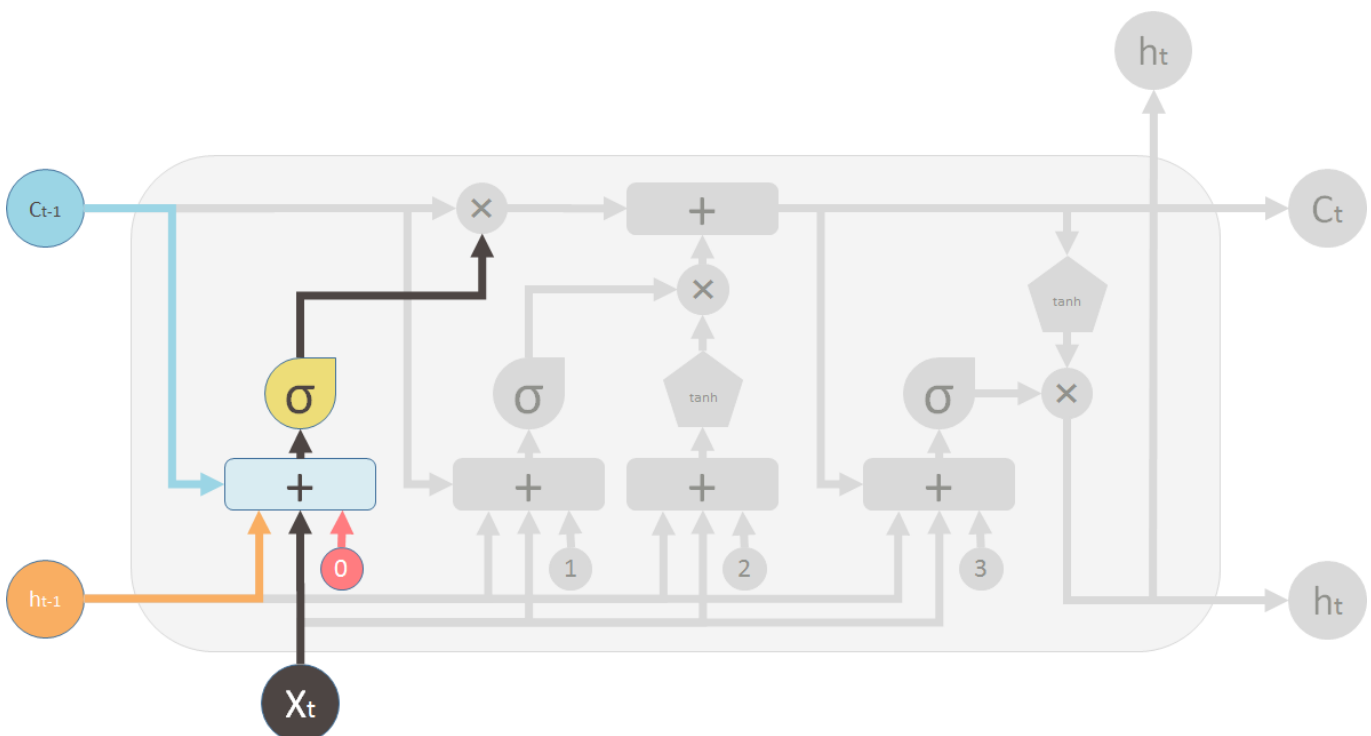 ht
Ct-1
×
+
Ct
×
tanh
σ
σ
tanh
σ
×
+
+
+
+
0
1
2
3
ht-1
ht
Xt